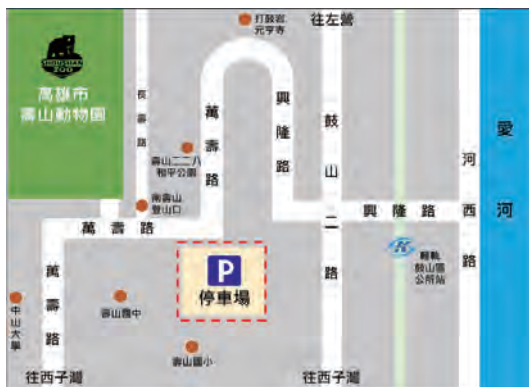 SHOUSHAN
ZOO
高雄市
壽山動物園
打鼓岩
元亨寺
往左營
長壽路
萬壽路
興隆路
鼓山二路
河西路
愛河
壽山二二八
和平公園
南壽山
登山口
萬壽路
興隆路
P
停車場
輕軌
鼓山區
公所站
萬壽路
中山大學
壽山國中
壽山國小
往西子灣
往西子灣